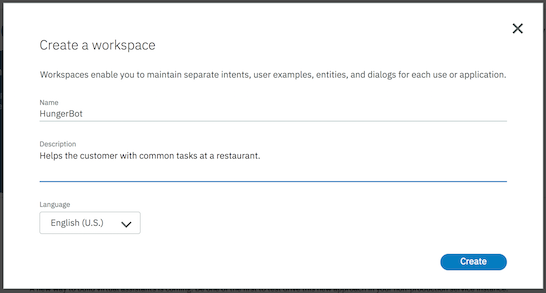 Create a workspace
Workspaces enable you to maintain separate intents, user examples, entities, and dialogs for each use or application.
Name
HungerBot
Description
Helps the customer with common tasks at a restaurant.
Language
English (U.S.)
Create